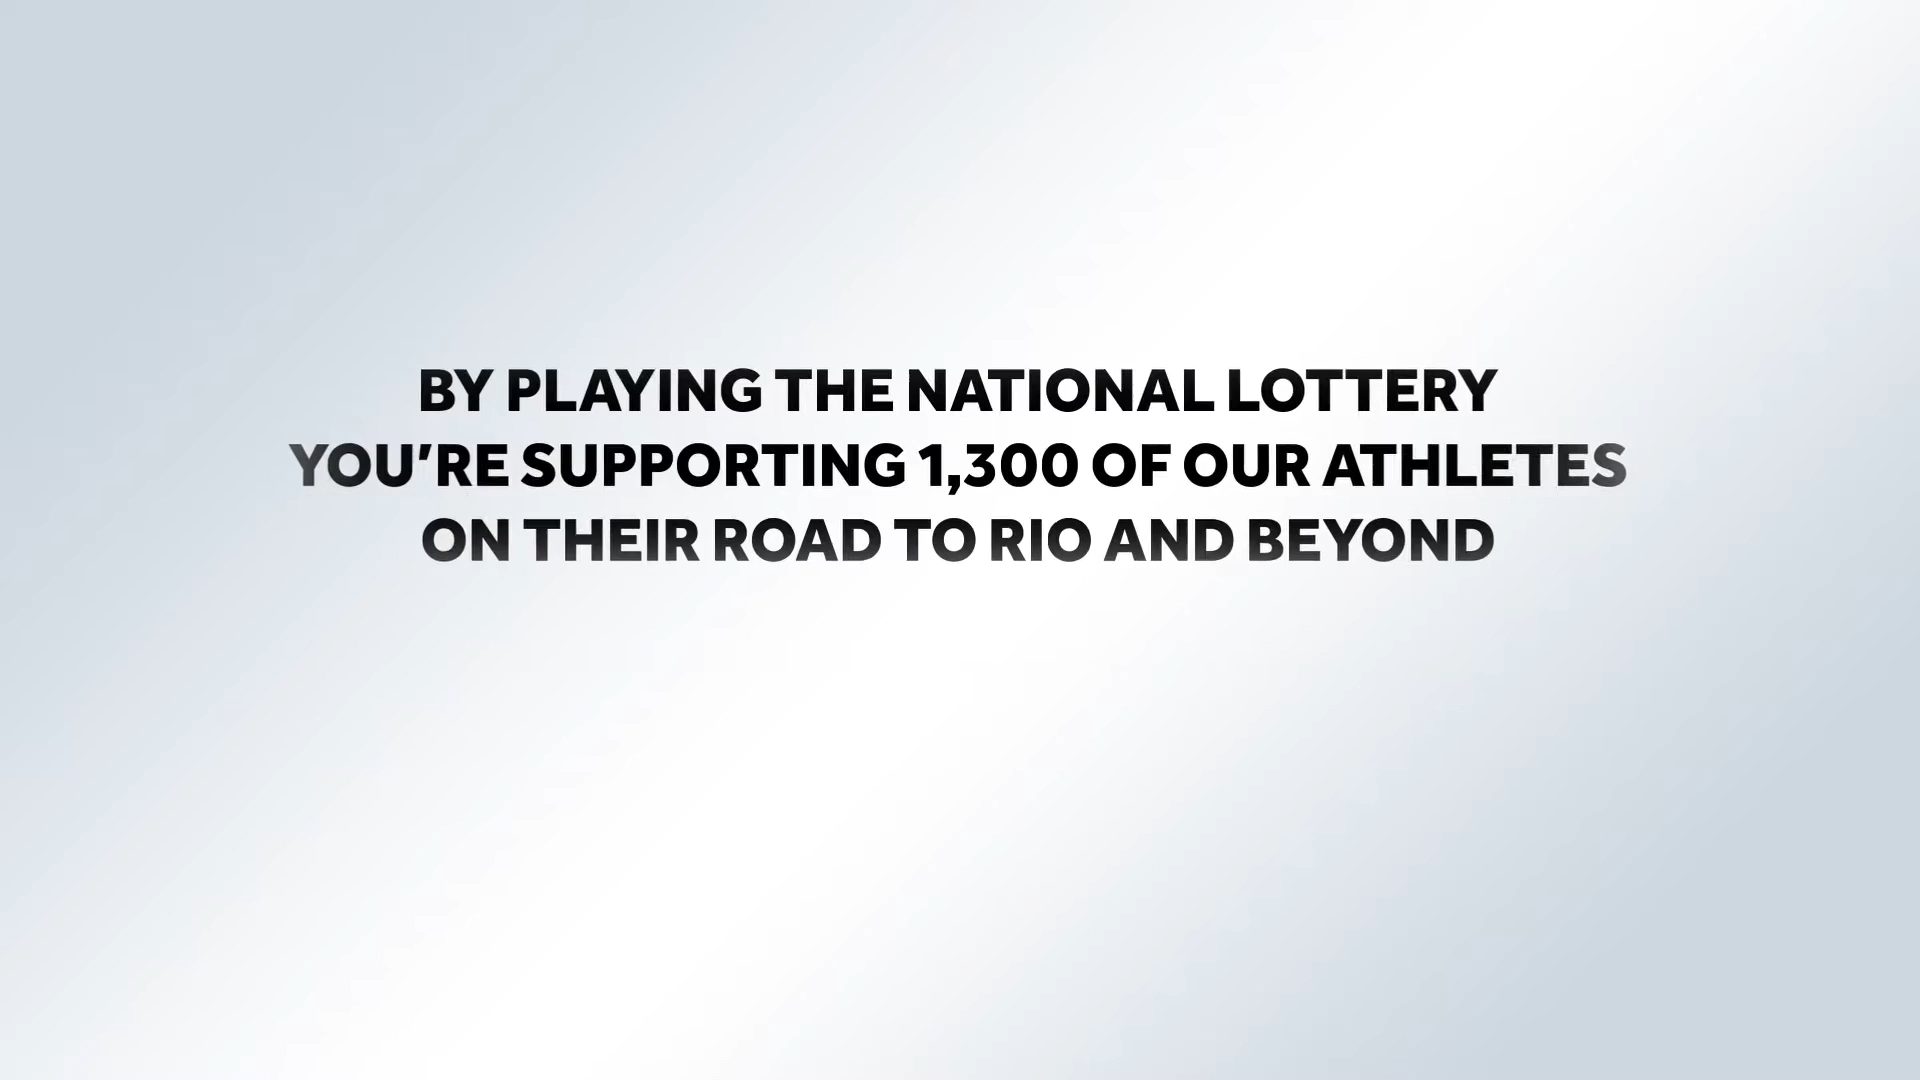 BY PLAYING THE NATIONAL LOTTERY
YOU'RE SUPPORTING 1,300 OF OUR ATHLETES
ON THEIR ROAD TO RIO AND BEYOND